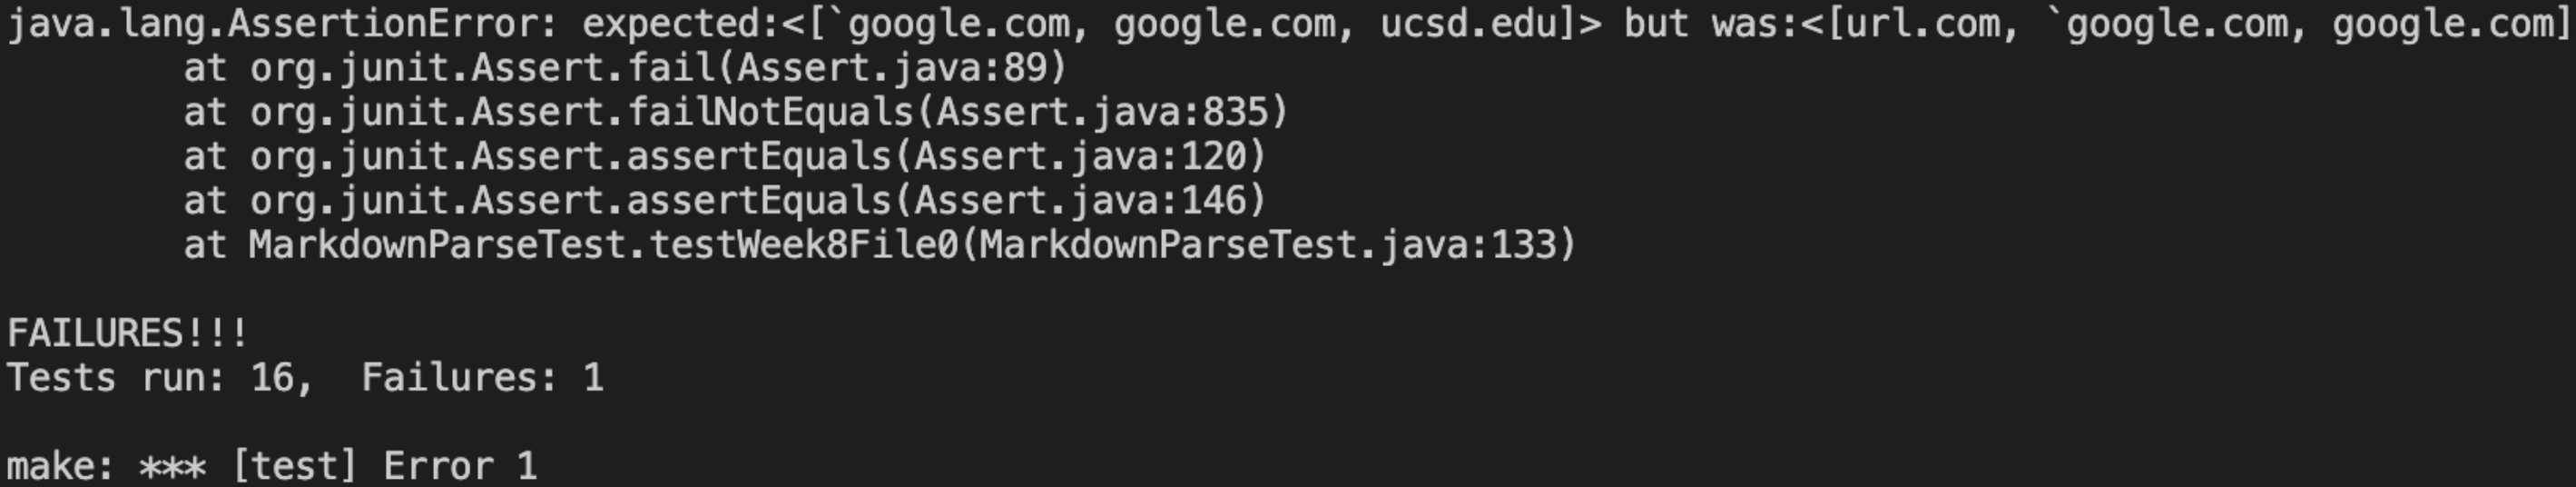 java.lang.AssertionError: expected:<[`google.com, google.com, ucsd.edu]> but was:<[url.com, `google.com, google.com]
at org.junit.Assert.fail(Assert.java:89)
at org.junit.Assert.failNotEquals(Assert.java:835)
at org.junit.Assert.assertEquals(Assert.java:120)
at org.junit.Assert.assertEquals(Assert.java:146)
at MarkdownParseTest.testWeek8File0(MarkdownParseTest.java:133)
FAILURES!!!
Tests run: 16,  Failures: 1
make: *** [test] Error 1